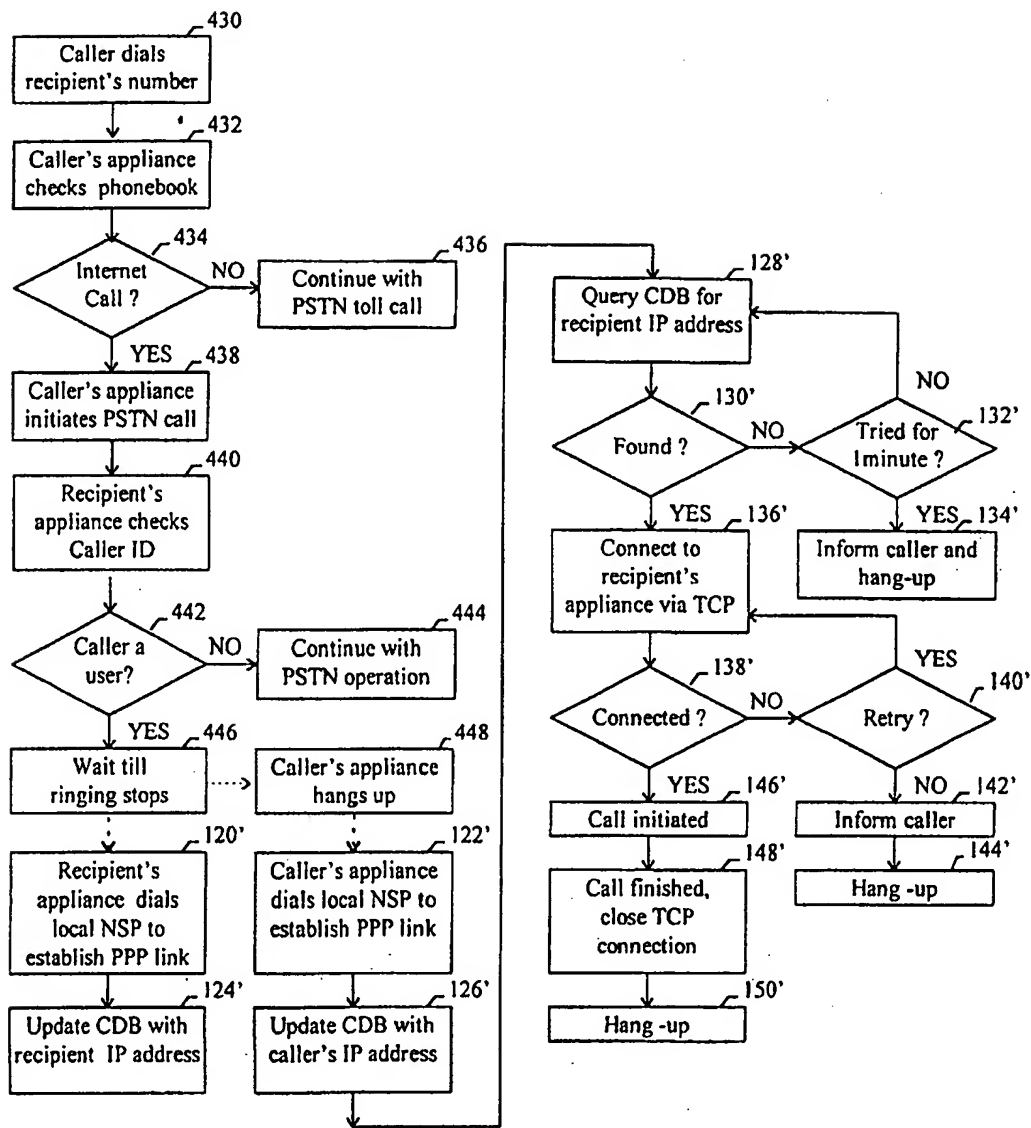 430
Caller dials
recipient's number
432
Caller's appliance
checks phonebook
434
Internet
Call ?
NO
436
Continue with
PSTN toll call
YES
438
Caller's appliance
initiates PSTN call
440
Recipient's
appliance checks
Caller ID
442
Caller a
user?
NO
444
Continue with
PSTN operation
YES
446
Wait till
ringing stops
448
Caller's appliance
hangs up
120'
Recipient's
appliance dials
local NSP to
establish PPP link
122'
Caller's appliance
dials local NSP to
establish PPP link
124'
Update CDB with
recipient IP address
126'
Update CDB with
caller's IP address
128'
Query CDB for
recipient IP address
130'
Found ?
NO
NO
132'
Tried for
1minute ?
YES
134'
Inform caller and
hang-up
YES
136'
Connect to
recipient's
appliance via TCP
138'
Connected ?
NO
YES
140'
Retry ?
NO
142'
Inform caller
144'
Hang -up
YES
146'
Call initiated
148'
Call finished,
close TCP
connection
150'
Hang -up